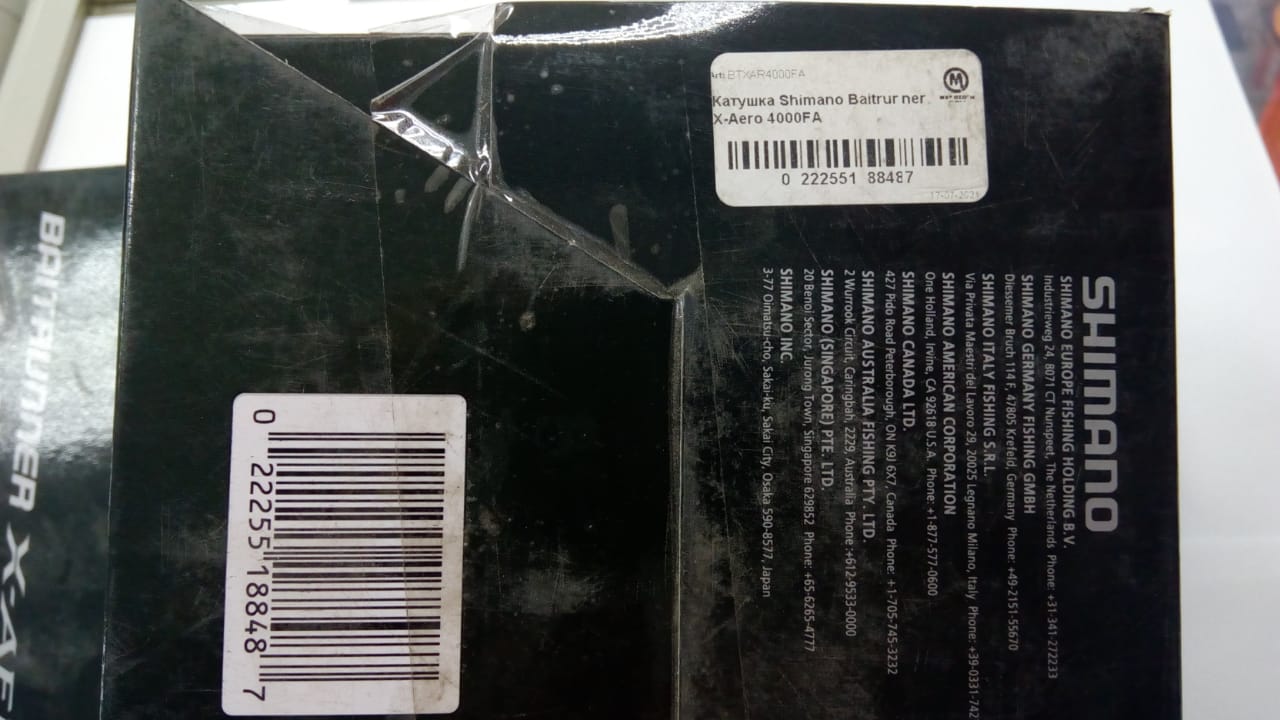 Arti BTXAR4000FA
Катушка Shimano Baitrur ner
X-Aero 4000FA
0 222551 88487
17-07-2021
SHIMANO
SHIMANO EUROPE FISHING HOLDING B.V.
Industrieweg 24, 8071 CT Nunspeet, The Netherlands Phone: +31-341-272233
SHIMANO GERMANY FISHING GMBH
Diessemer Bruch 114 F, 47805 Krefeld, Germany Phone: +49-2151-55670
SHIMANO ITALY FISHING S.R.L.
Via Privata Maestri del Lavoro 29, 20025 Legnano Milano, Italy Phone: +39-0331-742
SHIMANO AMERICAN CORPORATION
One Holland, Irvine, CA 92618 U.S.A. Phone: +1-877-577-0600
SHIMANO CANADA LTD.
427 Pido Road Peterborough, ON K9J 6X7, Canada Phone: +1-705-745-3232
SHIMANO AUSTRALIA FISHING PTY. LTD.
2 Wurrook Circuit, Caringbah, 2229, Australia Phone :+612-9533-0000
SHIMANO (SINGAPORE) PTE. LTD.
20 Benoi Sector, Jurong Town, Singapore 629852 Phone: +65-6265-4777
SHIMANO INC.
3-77 Oimatsu-cho, Sakai-ku, Sakai City, Osaka 590-8577, Japan
0 22255 18848 7
BAITRUNNER X-AE